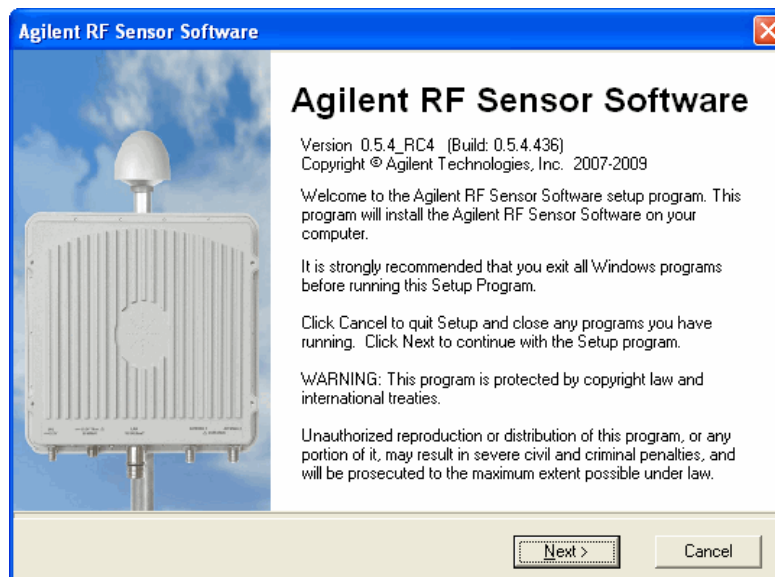 Agilent RF Sensor Software
Agilent RF Sensor Software
Version 0.5.4_RC4 (Build: 0.5.4.436)
Copyright © Agilent Technologies, Inc. 2007-2009
Welcome to the Agilent RF Sensor Software setup program. This
program will install the Agilent RF Sensor Software on your
computer.
It is strongly recommended that you exit all Windows programs
before running this Setup Program.
Click Cancel to quit Setup and close any programs you have
running. Click Next to continue with the Setup program.
WARNING: This program is protected by copyright law and
international treaties.
Unauthorized reproduction or distribution of this program, or any
portion of it, may result in severe civil and criminal penalties, and
will be prosecuted to the maximum extent possible under law.
Next >
Cancel